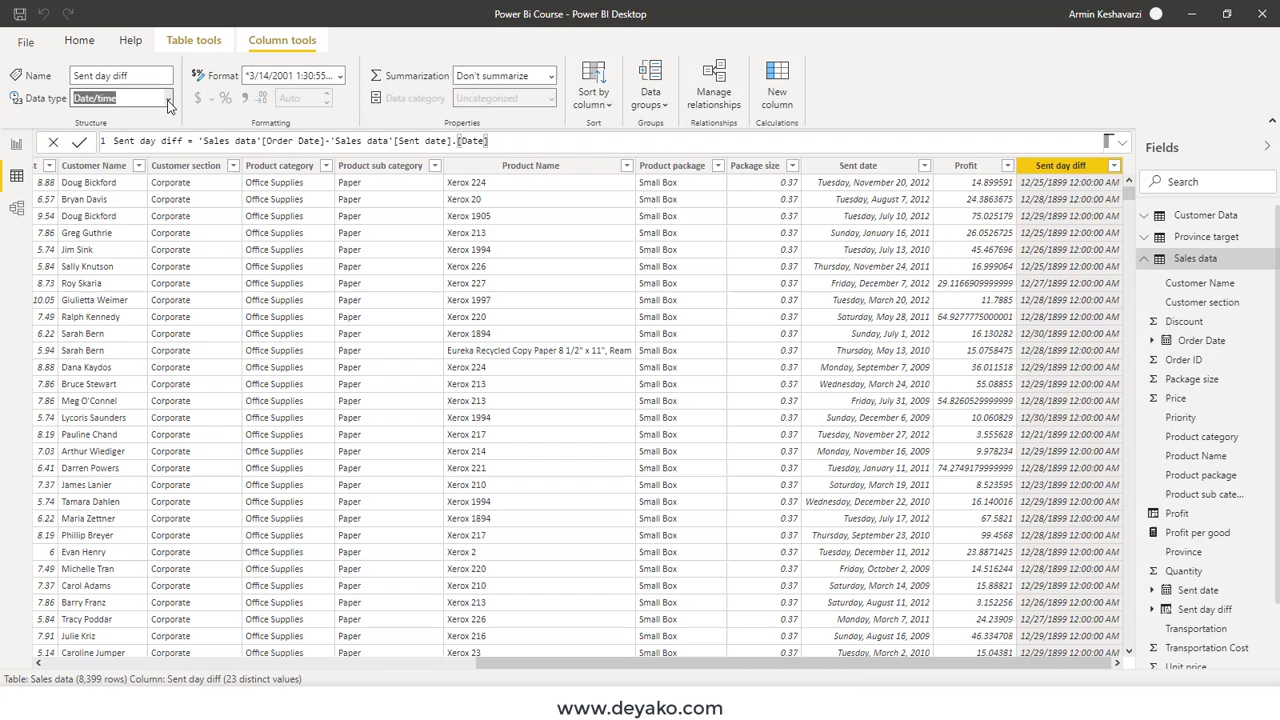 Power Bi Course - Power BI Desktop
Armin Keshavarzi
File Home Help Table tools Column tools
Name Sent day diff
Format *3/14/2001 1:30:55...
Summarization Don't summarize
Data type Date/time
$ % Auto
Data category Uncategorized
Sort by column
Data groups
Manage relationships
New column
Structure Formatting Properties Sort Groups Relationships Calculations
1 Sent day diff = 'Sales data'[Order Date]-'Sales data'[Sent date].[Date]
t Customer Name Customer section Product category Product sub category Product Name Product package Package size Sent date Profit Sent day diff
8.88 Doug Bickford Corporate Office Supplies Paper Xerox 224 Small Box 0.37 Tuesday, November 20, 2012 14.899591 12/25/1899 12:00:00 AM
6.57 Bryan Davis Corporate Office Supplies Paper Xerox 20 Small Box 0.37 Tuesday, August 7, 2012 24.3863675 12/28/1899 12:00:00 AM
9.54 Doug Bickford Corporate Office Supplies Paper Xerox 1905 Small Box 0.37 Tuesday, July 10, 2012 75.025179 12/29/1899 12:00:00 AM
7.86 Greg Guthrie Corporate Office Supplies Paper Xerox 213 Small Box 0.37 Sunday, January 16, 2011 26.0526725 12/28/1899 12:00:00 AM
5.74 Jim Sink Corporate Office Supplies Paper Xerox 1994 Small Box 0.37 Tuesday, July 13, 2010 45.467696 12/26/1899 12:00:00 AM
5.84 Sally Knutson Corporate Office Supplies Paper Xerox 226 Small Box 0.37 Thursday, November 24, 2011 16.999064 12/25/1899 12:00:00 AM
8.73 Roy Skaria Corporate Office Supplies Paper Xerox 227 Small Box 0.37 Friday, December 7, 2012 29.1166909999999 12/28/1899 12:00:00 AM
10.05 Giulietta Weimer Corporate Office Supplies Paper Xerox 1997 Small Box 0.37 Tuesday, March 20, 2012 11.7885 12/28/1899 12:00:00 AM
7.49 Ralph Kennedy Corporate Office Supplies Paper Xerox 220 Small Box 0.37 Saturday, May 28, 2011 64.9277775000001 12/28/1899 12:00:00 AM
6.22 Sarah Bern Corporate Office Supplies Paper Xerox 1894 Small Box 0.37 Sunday, July 1, 2012 16.130282 12/30/1899 12:00:00 AM
5.94 Sarah Bern Corporate Office Supplies Paper Eureka Recycled Copy Paper 8 1/2" x 11", Ream Small Box 0.37 Thursday, May 13, 2010 15.0758475 12/28/1899 12:00:00 AM
8.88 Dana Kaydos Corporate Office Supplies Paper Xerox 224 Small Box 0.37 Monday, September 7, 2009 36.011518 12/29/1899 12:00:00 AM
7.86 Bruce Stewart Corporate Office Supplies Paper Xerox 213 Small Box 0.37 Wednesday, March 24, 2010 55.08855 12/29/1899 12:00:00 AM
7.86 Meg O'Connel Corporate Office Supplies Paper Xerox 213 Small Box 0.37 Friday, July 31, 2009 54.8260529999999 12/28/1899 12:00:00 AM
5.74 Lycoris Saunders Corporate Office Supplies Paper Xerox 1994 Small Box 0.37 Sunday, December 6, 2009 10.060829 12/30/1899 12:00:00 AM
8.19 Pauline Chand Corporate Office Supplies Paper Xerox 217 Small Box 0.37 Tuesday, November 27, 2012 3.555628 12/21/1899 12:00:00 AM
7.03 Arthur Wiediger Corporate Office Supplies Paper Xerox 214 Small Box 0.37 Monday, November 16, 2009 9.978234 12/29/1899 12:00:00 AM
6.41 Darren Powers Corporate Office Supplies Paper Xerox 221 Small Box 0.37 Tuesday, January 11, 2011 74.2749179999999 12/28/1899 12:00:00 AM
7.37 James Lanier Corporate Office Supplies Paper Xerox 210 Small Box 0.37 Saturday, March 19, 2011 8.523595 12/23/1899 12:00:00 AM
5.74 Tamara Dahlen Corporate Office Supplies Paper Xerox 1994 Small Box 0.37 Wednesday, December 22, 2010 16.140016 12/29/1899 12:00:00 AM
6.22 Maria Zettner Corporate Office Supplies Paper Xerox 1894 Small Box 0.37 Tuesday, July 17, 2012 67.5821 12/28/1899 12:00:00 AM
8.19 Phillip Breyer Corporate Office Supplies Paper Xerox 217 Small Box 0.37 Thursday, September 23, 2010 99.4568 12/28/1899 12:00:00 AM
6 Evan Henry Corporate Office Supplies Paper Xerox 2 Small Box 0.37 Tuesday, December 11, 2012 23.8871425 12/28/1899 12:00:00 AM
7.49 Michelle Tran Corporate Office Supplies Paper Xerox 220 Small Box 0.37 Friday, October 2, 2009 14.516244 12/28/1899 12:00:00 AM
7.37 Carol Adams Corporate Office Supplies Paper Xerox 210 Small Box 0.37 Saturday, March 14, 2009 15.88821 12/29/1899 12:00:00 AM
7.86 Barry Franz Corporate Office Supplies Paper Xerox 213 Small Box 0.37 Saturday, August 11, 2012 3.152256 12/26/1899 12:00:00 AM
5.84 Tracy Poddar Corporate Office Supplies Paper Xerox 226 Small Box 0.37 Monday, March 7, 2011 24.23909 12/27/1899 12:00:00 AM
7.91 Julie Kriz Corporate Office Supplies Paper Xerox 216 Small Box 0.37 Sunday, August 16, 2009 46.334708 12/29/1899 12:00:00 AM
5.14 Caroline Jumper Corporate Office Supplies Paper Xerox 23 Small Box 0.37 Tuesday, March 2, 2010 15.04381 12/29/1899 12:00:00 AM
Table: Sales data (8,399 rows) Column: Sent day diff (23 distinct values)
Fields
Search
Customer Data
Province target
Sales data
Customer Name
Customer section
Discount
Order Date
Order ID
Package size
Price
Priority
Product category
Product Name
Product package
Product sub cate...
Profit
Profit per good
Province
Quantity
Sent date
Sent day diff
Transportation
Transportation Cost
Unit price
www.deyako.com